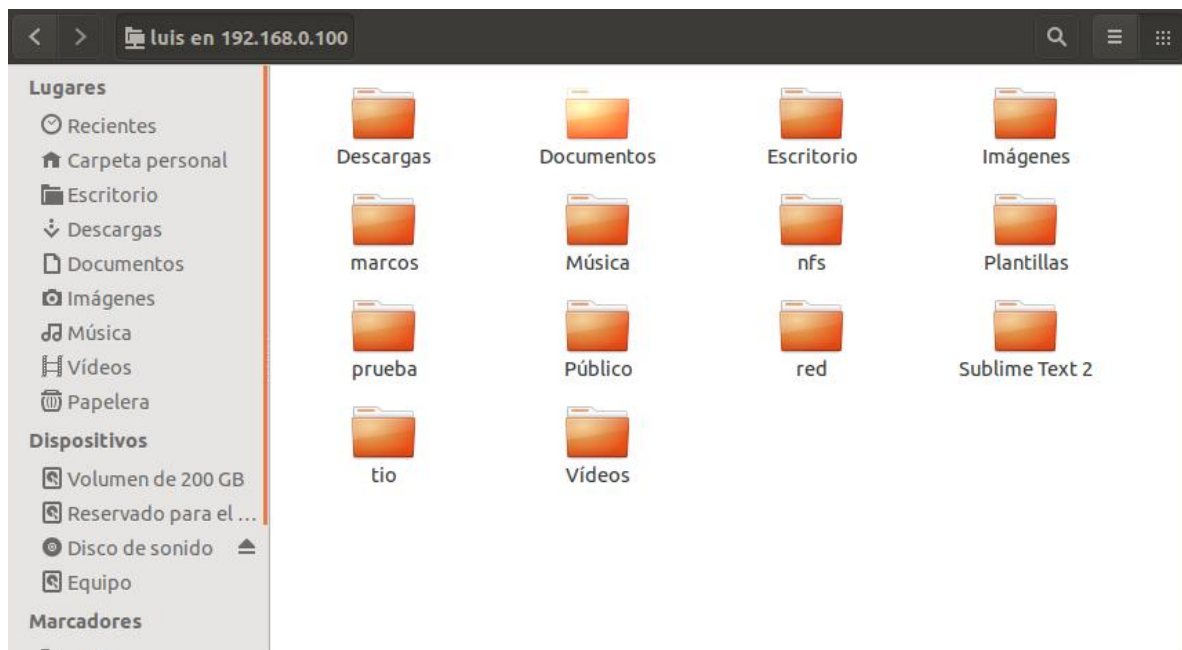 luis en 192.168.0.100
Lugares
Recientes
Carpeta personal
Escritorio
Descargas
Documentos
Imágenes
Música
Vídeos
Papelera
Dispositivos
Volumen de 200 GB
Reservado para el ...
Disco de sonido
Equipo
Marcadores
Descargas Documentos Escritorio Imágenes
marcos Música nfs Plantillas
prueba Público red Sublime Text 2
tio Vídeos